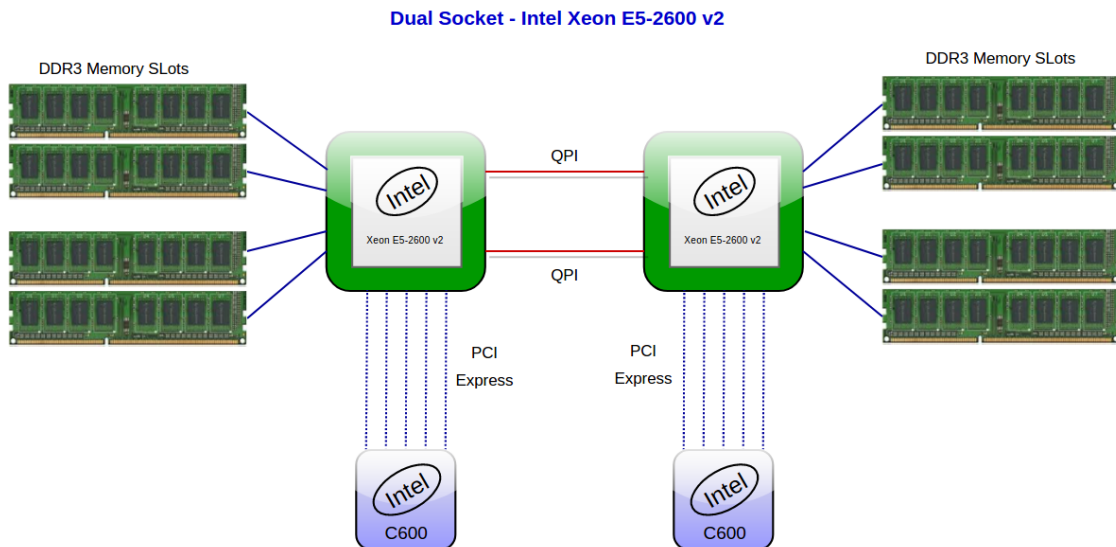 Dual Socket - Intel Xeon E5-2600 v2
DDR3 Memory SLots
DDR3 Memory SLots
QPI
Intel
Intel
Xeon E5-2600 v2
Xeon E5-2600 v2
QPI
PCI
Express
PCI
Express
Intel
C600
Intel
C600